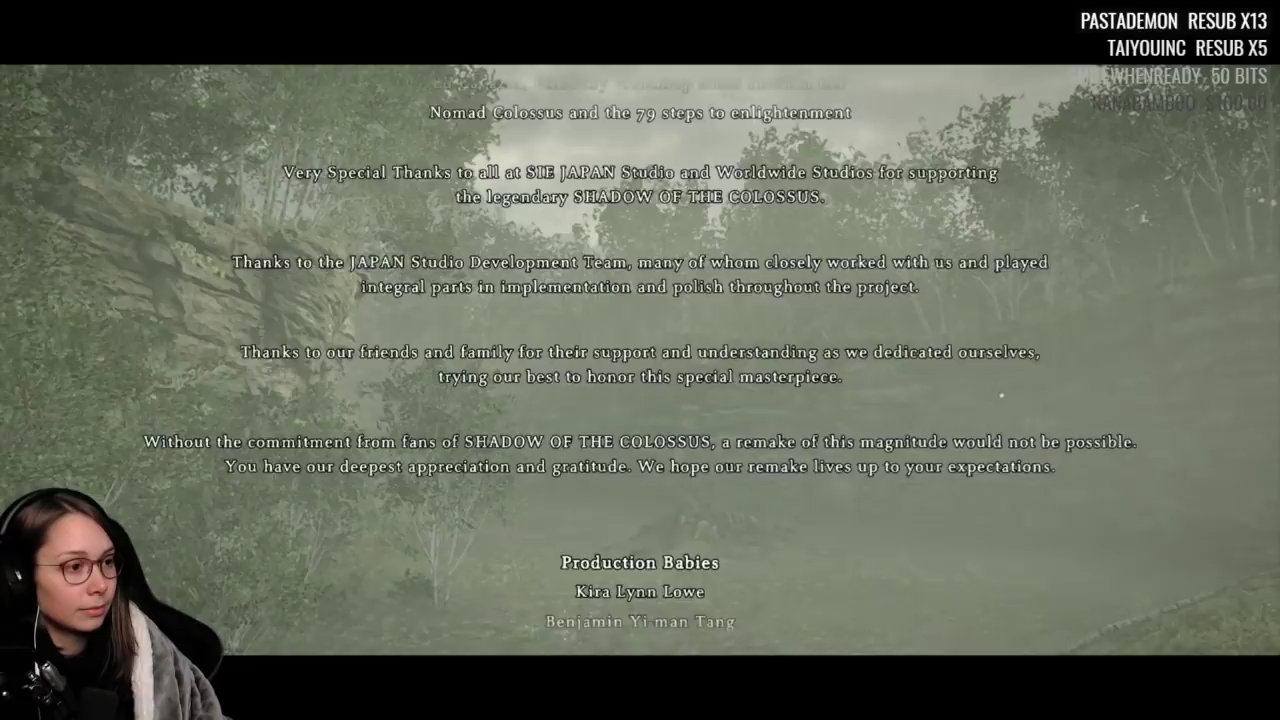 PASTADEMON RESUB X13
TAIYOUINC RESUB X5
50 BITS
NANABAMBOO $100.00
Nomad Colossus and the 79 steps to enlightenment
Very Special Thanks to all at SIE JAPAN Studio and Worldwide Studios for supporting
the legendary SHADOW OF THE COLOSSUS.
Thanks to the JAPAN Studio Development Team, many of whom closely worked with us and played
integral parts in implementation and polish throughout the project.
Thanks to our friends and family for their support and understanding as we dedicated ourselves,
trying our best to honor this special masterpiece.
Without the commitment from fans of SHADOW OF THE COLOSSUS, a remake of this magnitude would not be possible.
You have our deepest appreciation and gratitude. We hope our remake lives up to your expectations.
Production Babies
Kira Lynn Lowe
Benjamin Yi man Tang